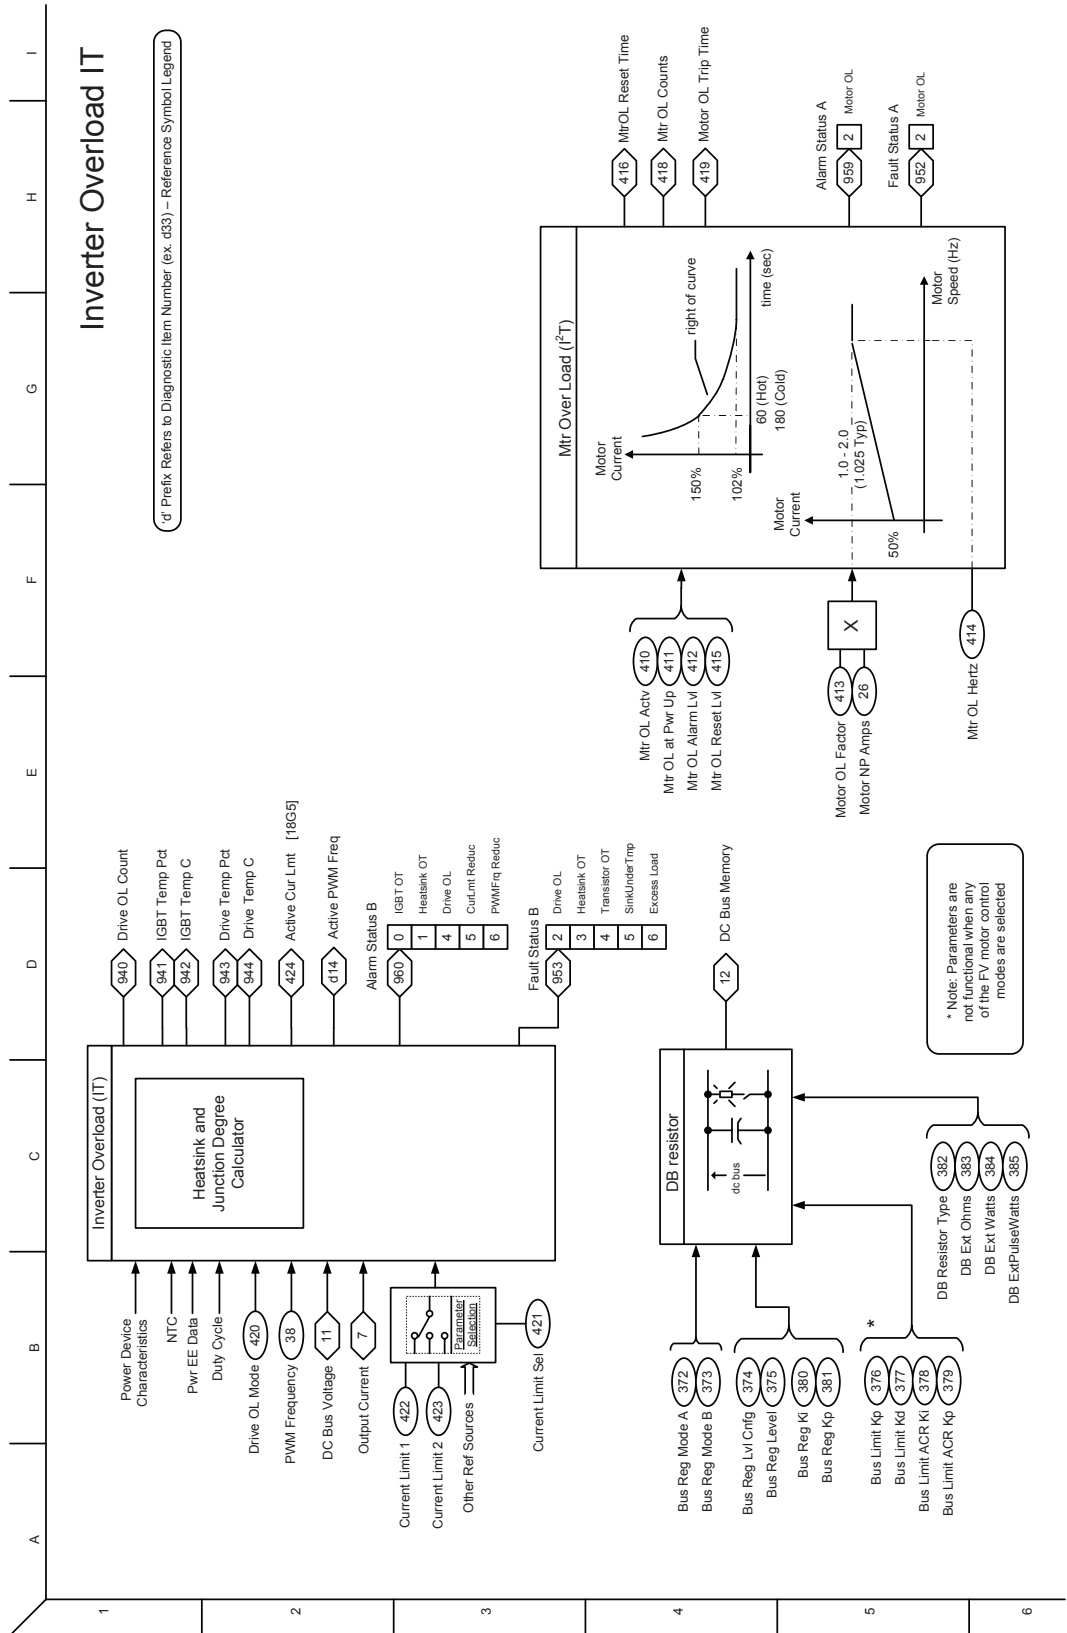 Inverter Overload IT
'd' Prefix Refers to Diagnostic Item Number (ex. d33) – Reference Symbol Legend
A
B
C
D
E
F
G
H
I
1
2
3
4
5
6
Inverter Overload (IT)
Heatsink and
Junction Degree
Calculator
Power Device
Characteristics
NTC
Pwr EE Data
Duty Cycle
Drive OL Mode 420
PWM Frequency 38
DC Bus Voltage 11
Output Current 7
Current Limit 1 422
Current Limit 2 423
Other Ref Sources
Parameter
Selection
Current Limit Sel 421
940 Drive OL Count
941 IGBT Temp Pct
942 IGBT Temp C
943 Drive Temp Pct
944 Drive Temp C
424 Active Cur Lmt [18G5]
d14 Active PWM Freq
Alarm Status B
960 0 IGBT OT
1 Heatsink OT
4 Drive OL
5 CurLmt Reduc
6 PWMFrq Reduc
Fault Status B
953 2 Drive OL
3 Heatsink OT
4 Transistor OT
5 SinkUnderTmp
6 Excess Load
DB resistor
dc bus
12 DC Bus Memory
Bus Reg Mode A 372
Bus Reg Mode B 373
Bus Reg Lvl Cnfg 374
Bus Reg Level 375
Bus Reg Ki 380
Bus Reg Kp 381
*
Bus Limit Kp 376
Bus Limit Kd 377
Bus Limit ACR Ki 378
Bus Limit ACR Kp 379
DB Resistor Type 382
DB Ext Ohms 383
DB Ext Watts 384
DB ExtPulseWatts 385
* Note: Parameters are
not functional when any
of the FV motor control
modes are selected
Mtr Over Load (I²T)
Motor
Current
150%
102%
right of curve
60 (Hot)
180 (Cold)
time (sec)
Motor
Current
1.0 - 2.0
(1.025 Typ)
50%
Motor
Speed (Hz)
Mtr OL Actv 410
Mtr OL at Pwr Up 411
Mtr OL Alarm Lvl 412
Mtr OL Reset Lvl 415
Motor OL Factor 413
Motor NP Amps 26
X
Mtr OL Hertz 414
416 MtrOL Reset Time
418 Mtr OL Counts
419 Motor OL Trip Time
Alarm Status A
959 2 Motor OL
Fault Status A
952 2 Motor OL